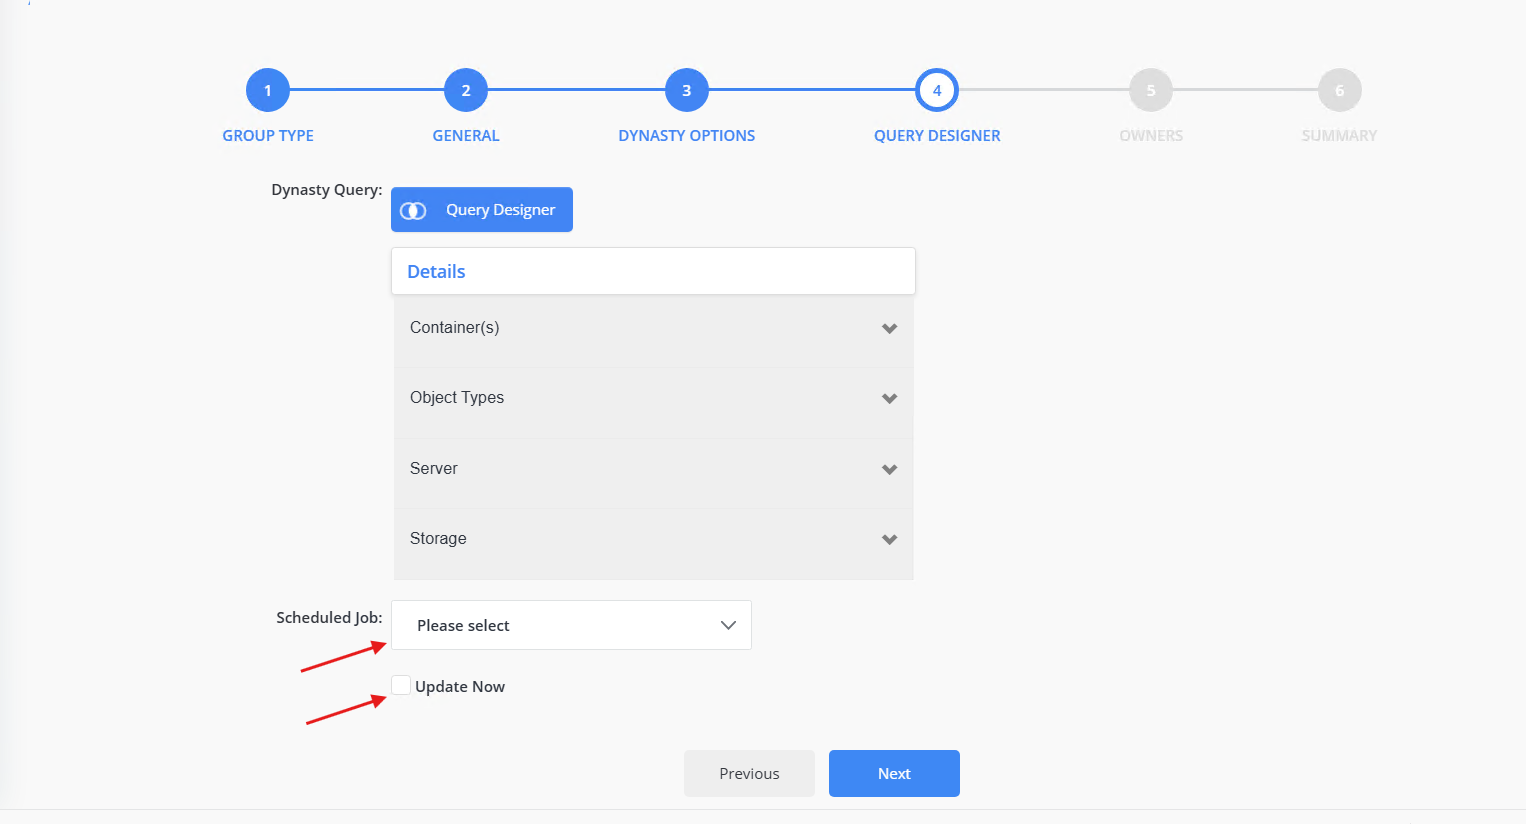 1
2
3
4
5
6
GROUP TYPE
GENERAL
DYNASTY OPTIONS
QUERY DESIGNER
OWNERS
SUMMARY
Dynasty Query:
Query Designer
Details
Container(s)
Object Types
Server
Storage
Scheduled Job:
Please select
Update Now
Previous
Next